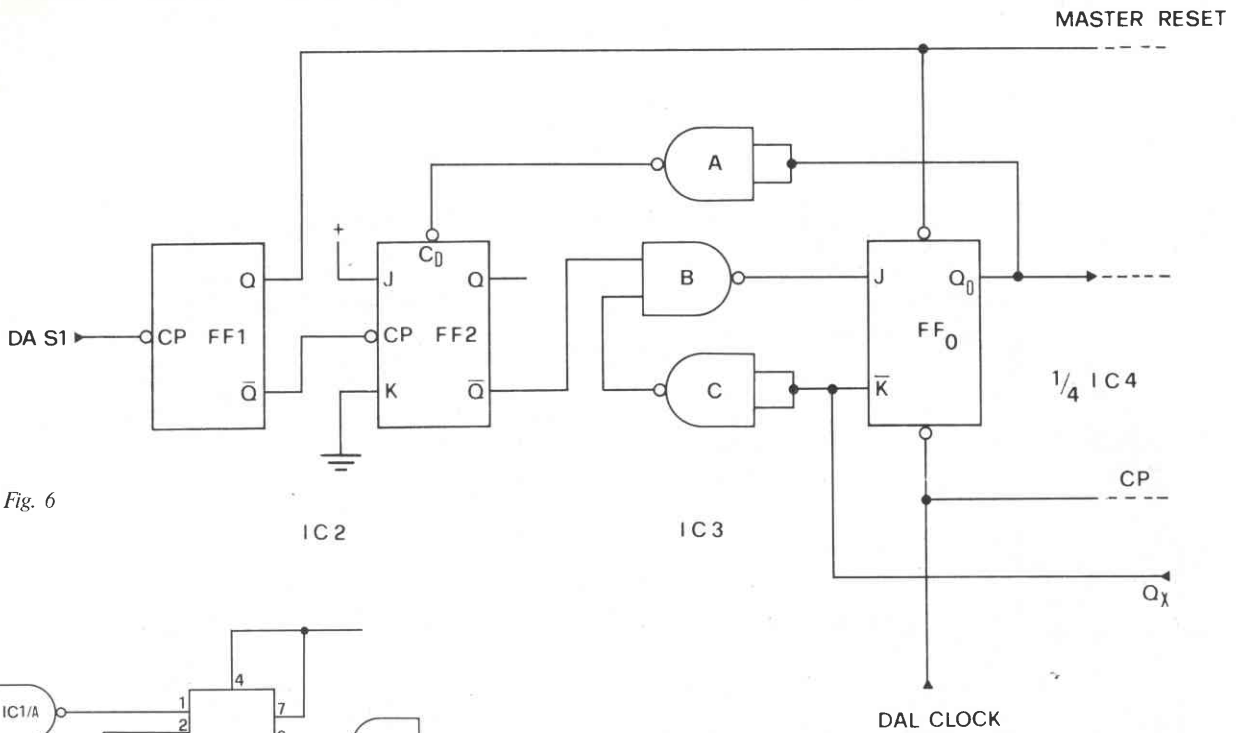 MASTER RESET
A
+
C_D
J Q
B
J Q_0
Q
DA S1 CP FF1
CP FF2
FF_0
Q̅
K Q̅
C
K̅
1/4 IC4
CP
Fig. 6
IC2
IC3
Q_X
DAL CLOCK
4
IC1/A
1
7
2